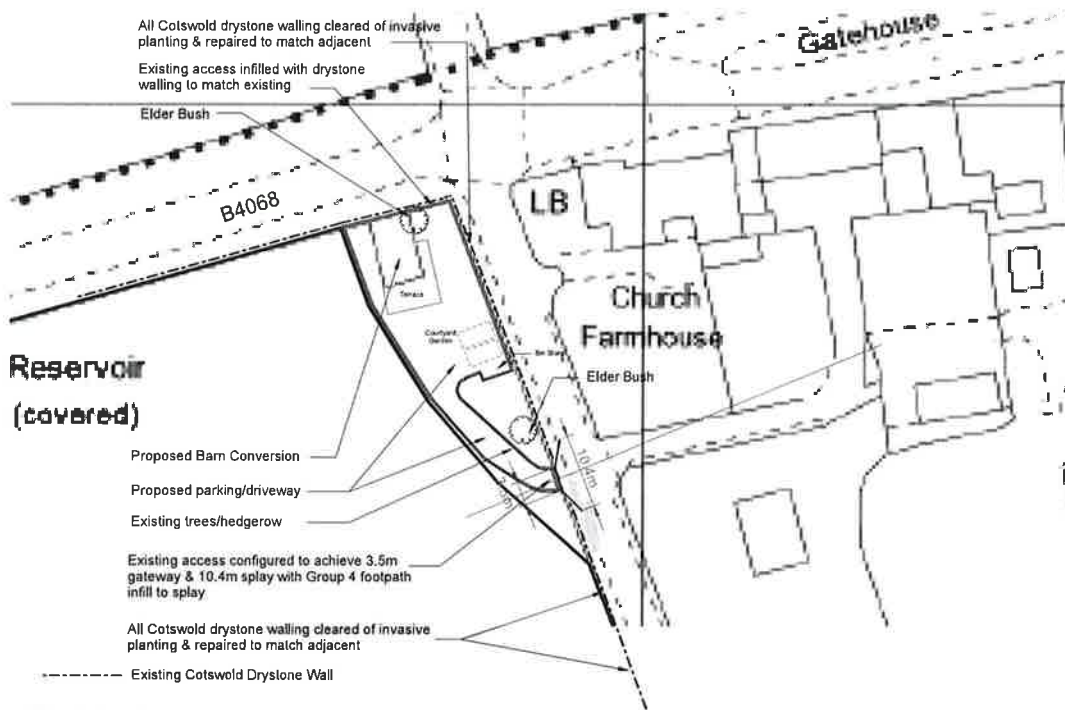 All Cotswold drystone walling cleared of invasive
planting & repaired to match adjacent
Existing access infilled with drystone
walling to match existing
Elder Bush
Gatehouse
B4068
LB
Terrace
Church
Farmhouse
Courtyard
Garden
Reservoir
(covered)
Elder Bush
Proposed Barn Conversion
10.4m
Proposed parking/driveway
Existing trees/hedgerow
Existing access configured to achieve 3.5m
gateway & 10.4m splay with Group 4 footpath
infill to splay
All Cotswold drystone walling cleared of invasive
planting & repaired to match adjacent
Existing Cotswold Drystone Wall